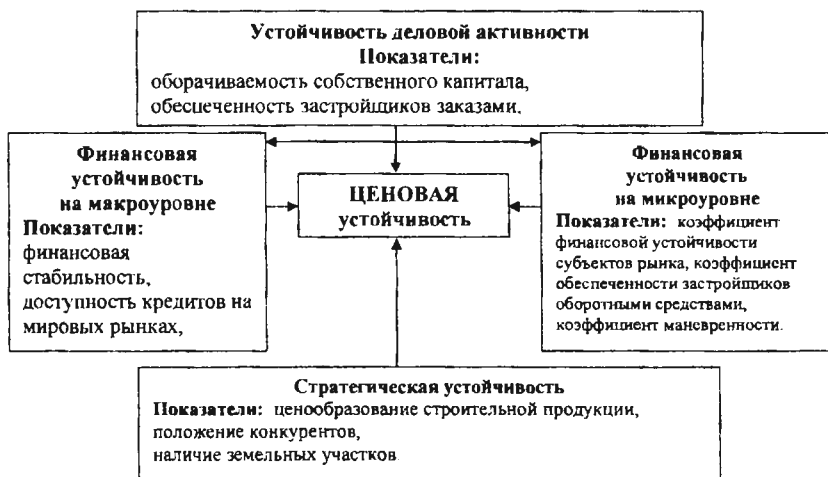 Устойчивость деловой активности
Показатели:
оборачиваемость собственного капитала,
обеспеченность застройщиков заказами.
Финансовая
устойчивость
на макроуровне
Показатели:
финансовая
стабильность,
доступность кредитов на
мировых рынках,
ЦЕНОВАЯ
устойчивость
Финансовая
устойчивость
на микроуровне
Показатели: коэффициент
финансовой устойчивости
субъектов рынка, коэффициент
обеспеченности застройщиков
оборотными средствами,
коэффициент маневренности.
Стратегическая устойчивость
Показатели: ценообразование строительной продукции,
положение конкурентов,
наличие земельных участков